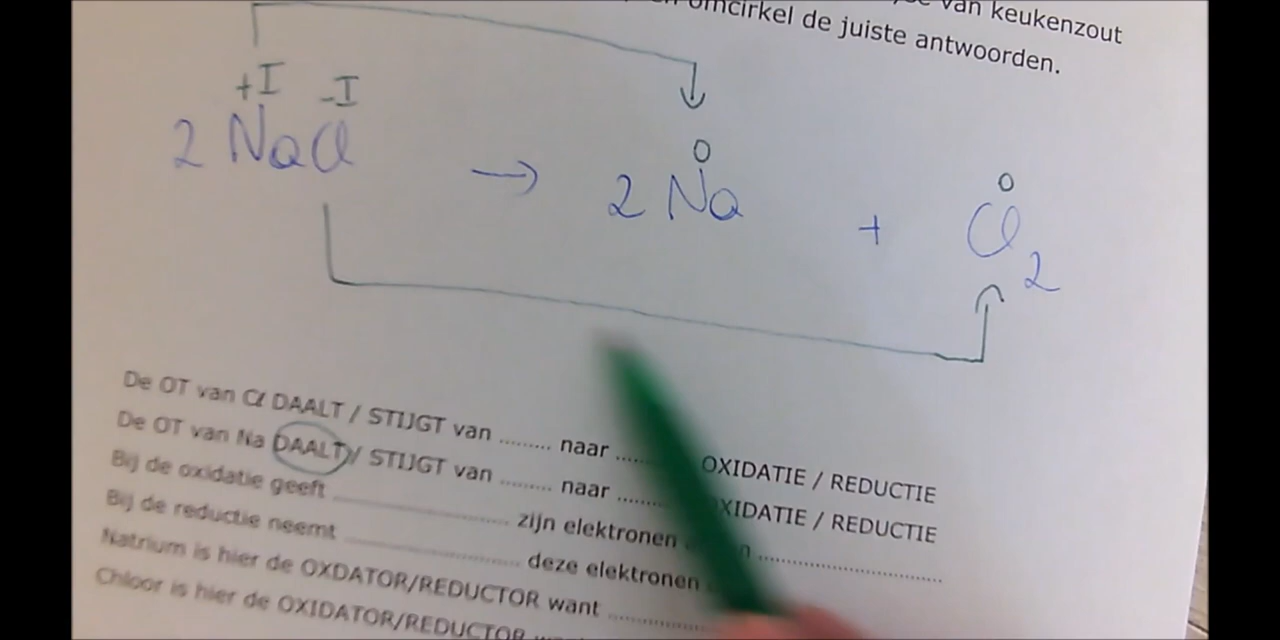 van keukenzout
omcirkel de juiste antwoorden.
+I -I
0
0
2 NaCl → 2 Na + Cl2
De OT van Cl DAALT / STIJGT van ......... naar ...... OXIDATIE / REDUCTIE
De OT van Na DAALT / STIJGT van ......... naar ......... OXIDATIE / REDUCTIE
Bij de oxidatie geeft .............................. zijn elektronen ..............................
Bij de reductie neemt .............................. deze elektronen
Natrium is hier de OXDATOR/REDUCTOR want ..................
Chloor is hier de OXIDATOR/REDUCTOR